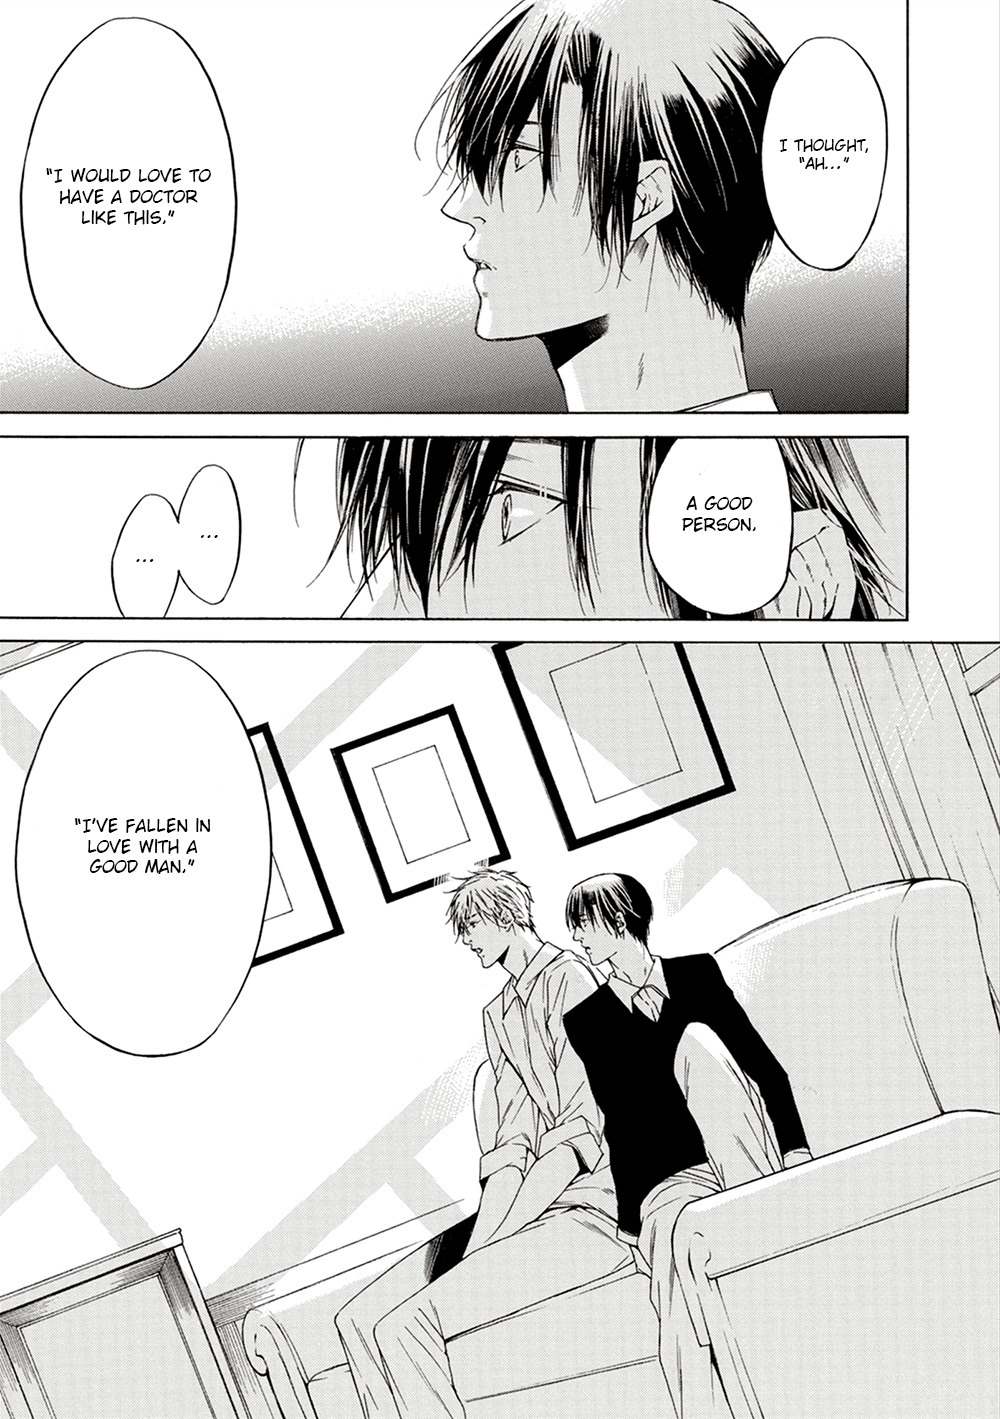 I THOUGHT,
"AH..."
"I WOULD LOVE TO
HAVE A DOCTOR
LIKE THIS."
A GOOD
PERSON.
...
...
"I'VE FALLEN IN
LOVE WITH A
GOOD MAN."